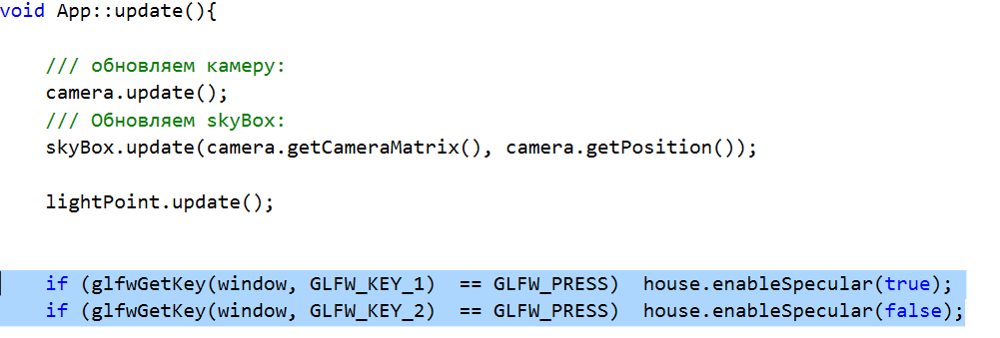 void App::update(){
/// обновляем камеру:
camera.update();
/// Обновляем skyBox:
skyBox.update(camera.getCameraMatrix(), camera.getPosition());
lightPoint.update();
if (glfwGetKey(window, GLFW_KEY_1)  == GLFW_PRESS)  house.enableSpecular(true);
if (glfwGetKey(window, GLFW_KEY_2)  == GLFW_PRESS)  house.enableSpecular(false);